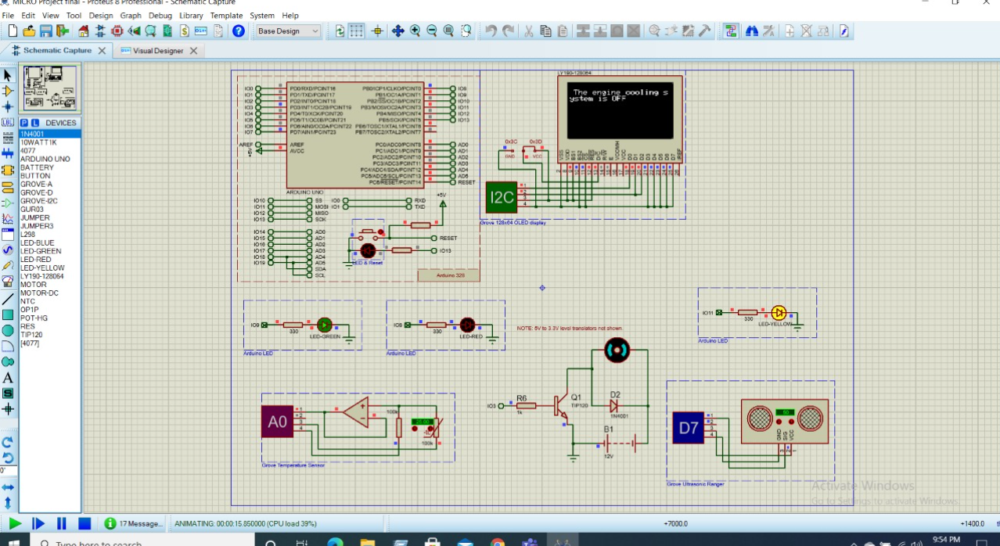 MICRO Project final - Proteus 8 Professional - Schematic Capture
File Edit View Tool Design Graph Debug Library Template System Help
Base Design
Schematic Capture
Visual Designer
P L DEVICES
1N4001
10WATT1K
4077
ARDUINO UNO
BATTERY
BUTTON
GROVE-A
GROVE-D
GROVE-I2C
GUR03
JUMPER
JUMPER3
L298
LED-BLUE
LED-GREEN
LED-RED
LED-YELLOW
LY190-128064
MOTOR
MOTOR-DC
NTC
OP1P
POT-HG
RES
TIP120
[4077]
IO0 PD0/RXD/PCINT16 PB0/ICP1/CLKO/PCINT0 IO8
IO1 PD1/TXD/PCINT17 PB1/OC1A/PCINT1 IO9
IO2 PD2/INT0/PCINT18 PB2/SS/OC1B/PCINT2 IO10
IO3 PD3/INT1/OC2B/PCINT19 PB3/MOSI/OC2A/PCINT3 IO11
IO4 PD4/T0/XCK/PCINT20 PB4/MISO/PCINT4 IO12
IO5 PD5/T1/OC0B/PCINT21 PB5/SCK/PCINT5 IO13
IO6 PD6/AIN0/OC0A/PCINT22 PB6/TOSC1/XTAL1/PCINT6
IO7 PD7/AIN1/PCINT23 PB7/TOSC2/XTAL2/PCINT7
AREF AREF PC0/ADC0/PCINT8 AD0
AVCC PC1/ADC1/PCINT9 AD1
PC2/ADC2/PCINT10 AD2
PC3/ADC3/PCINT11 AD3
PC4/ADC4/SDA/PCINT12 AD4
PC5/ADC5/SCL/PCINT13 AD5
PC6/RESET/PCINT14 RESET
ARDUINO UNO
IO10 SS IO0 RXD
IO11 MOSI IO1 TXD
IO12 MISO
IO13 SCK
+5V
IO14 AD0
IO15 AD1
IO16 AD2
IO17 AD3
IO18 AD4
IO19 AD5
SDA
SCL
RESET
IO13
LED & Reset
Arduino 328
LY190-128064
The engine cooling s
ystem is OFF
0x3C 0x3D
GND VCC
I2C
1
2
3
4
Grove 128x64 OLED display
IO9
330
LED-GREEN
Arduino LED
IO8
330
LED-RED
Arduino LED
IO11
330
LED-YELLOW
Arduino LED
NOTE: 5V to 3.3V level translators not shown
A0
1
2
3
4
100k
100k
Grove Temperature Sensor
IO3
R6
1k
Q1
TIP120
D2
1N4001
B1
12V
D7
1
2
3
4
GND
SIG
VCC
Grove Ultrasonic Ranger
Activate Windows
Go to Settings to activate Windows.
0°
17 Message...
ANIMATING: 00:00:15.850000 (CPU load 39%)
+7000.0
+1400.0
Type here to search
9:54 PM